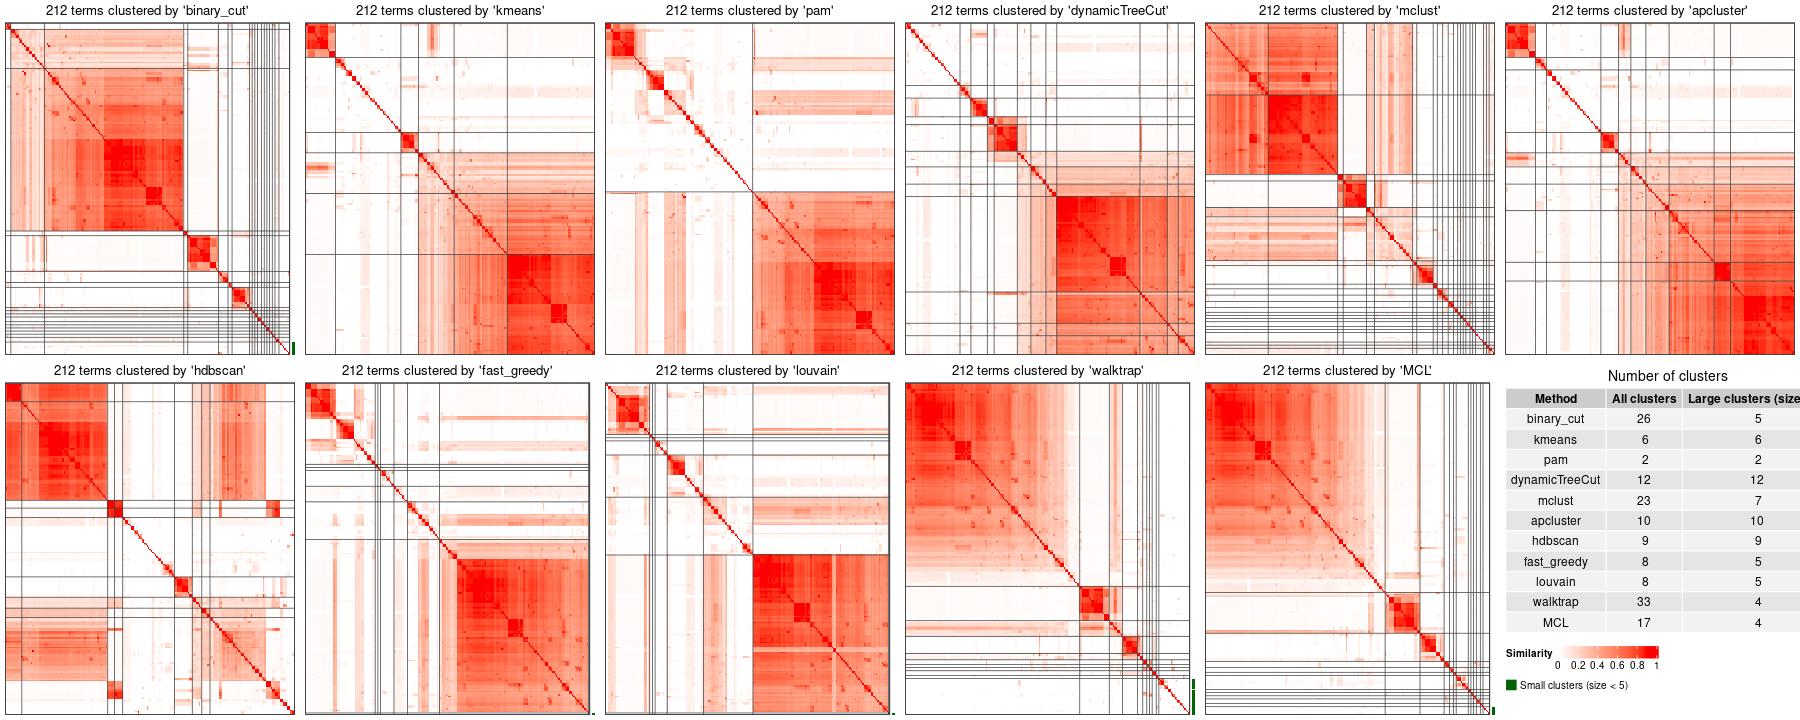 212 terms clustered by 'binary_cut'
212 terms clustered by 'kmeans'
212 terms clustered by 'pam'
212 terms clustered by 'dynamicTreeCut'
212 terms clustered by 'mclust'
212 terms clustered by 'apcluster'
212 terms clustered by 'hdbscan'
212 terms clustered by 'fast_greedy'
212 terms clustered by 'louvain'
212 terms clustered by 'walktrap'
212 terms clustered by 'MCL'
Number of clusters
Method All clusters Large clusters (size
binary_cut 26 5
kmeans 6 6
pam 2 2
dynamicTreeCut 12 12
mclust 23 7
apcluster 10 10
hdbscan 9 9
fast_greedy 8 5
louvain 8 5
walktrap 33 4
MCL 17 4
Similarity
0 0.2 0.4 0.6 0.8 1
Small clusters (size < 5)